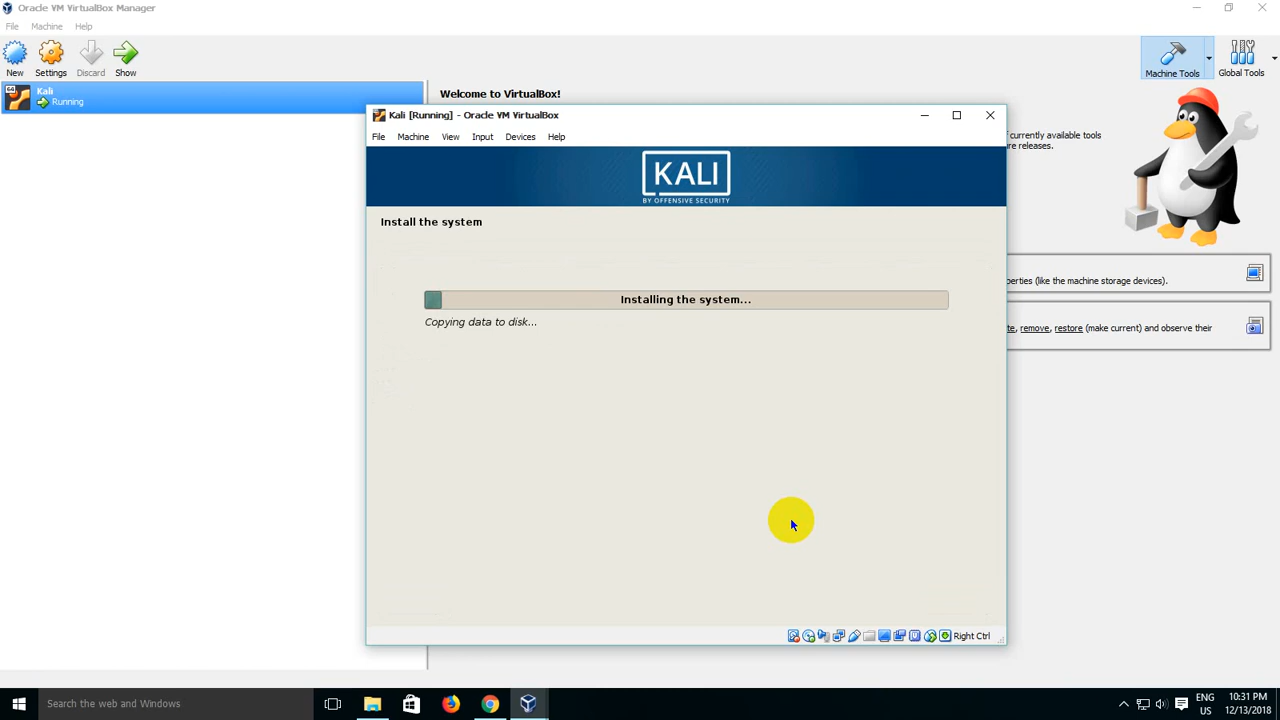 Oracle VM VirtualBox Manager
File Machine Help
New Settings Discard Show
Machine Tools Global Tools
64
Kali
Running
Welcome to VirtualBox!
Kali [Running] - Oracle VM VirtualBox
File Machine View Input Devices Help
KALI
BY OFFENSIVE SECURITY
Install the system
Installing the system...
Copying data to disk...
f currently available tools
re releases.
perties (like the machine storage devices).
te, remove, restore (make current) and observe their
Right Ctrl
Search the web and Windows
ENG
US
10:31 PM
12/13/2018